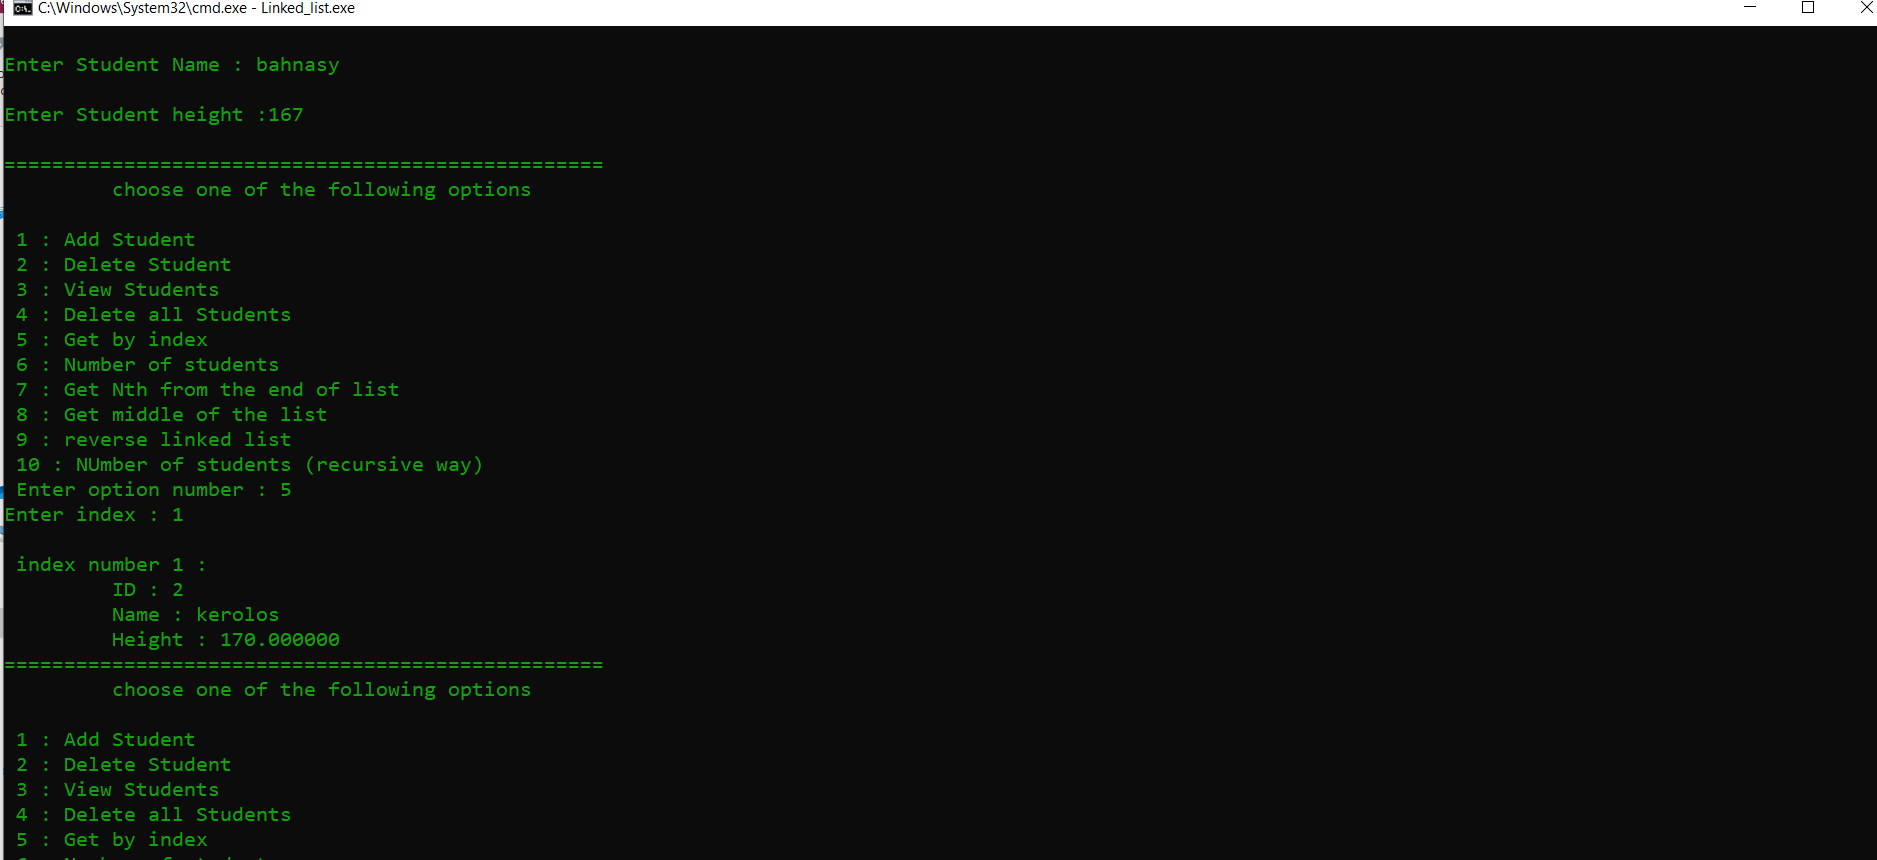 C:\Windows\System32\cmd.exe - Linked_list.exe
Enter Student Name : bahnasy
Enter Student height :167
==================================================
choose one of the following options
1 : Add Student
2 : Delete Student
3 : View Students
4 : Delete all Students
5 : Get by index
6 : Number of students
7 : Get Nth from the end of list
8 : Get middle of the list
9 : reverse linked list
10 : NUmber of students (recursive way)
Enter option number : 5
Enter index : 1
index number 1 :
ID : 2
Name : kerolos
Height : 170.000000
==================================================
choose one of the following options
1 : Add Student
2 : Delete Student
3 : View Students
4 : Delete all Students
5 : Get by index